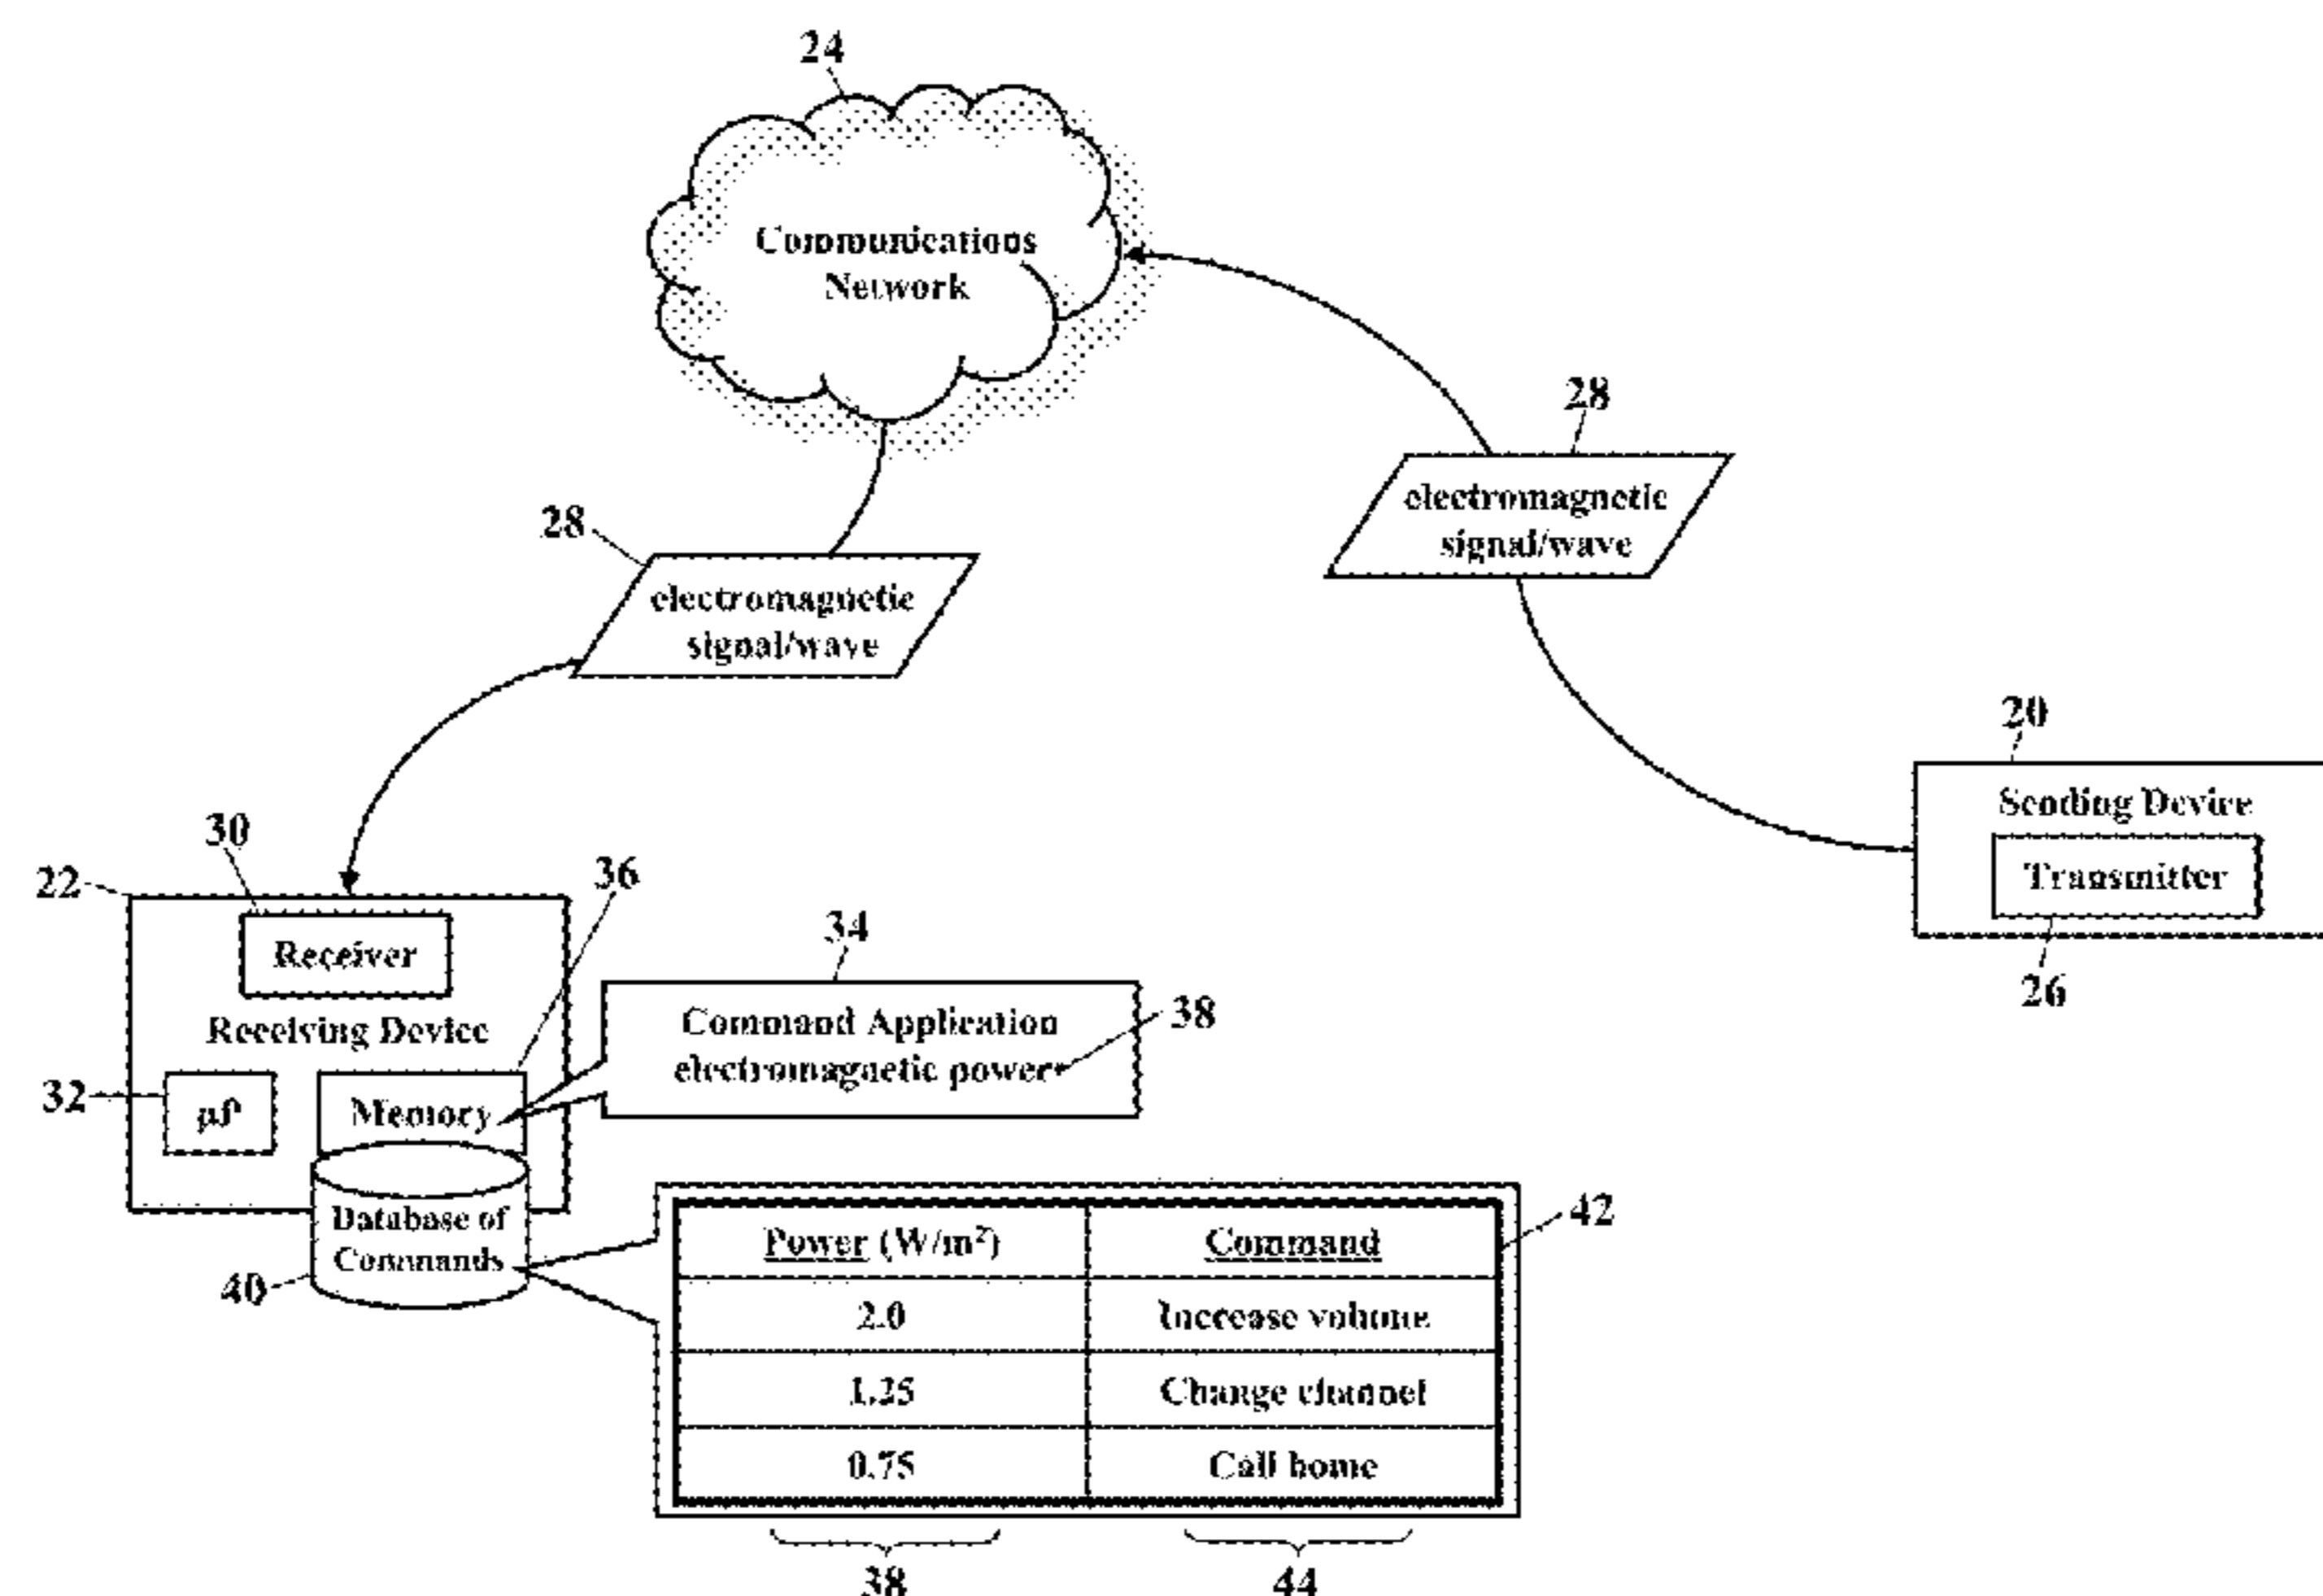 24
Communications
Network
28
electromagnetic
signal/wave
28
electromagnetic
signal/wave
20
Sending Device
Transmitter
26
30
22
36
Receiver
Receiving Device
34
Command Application
electromagnetic power
38
32
μP
Memory
Database of
Commands
40
42
Power (W/m²) Command
2.0 Increase volume
1.25 Change channel
0.75 Call home
38 44